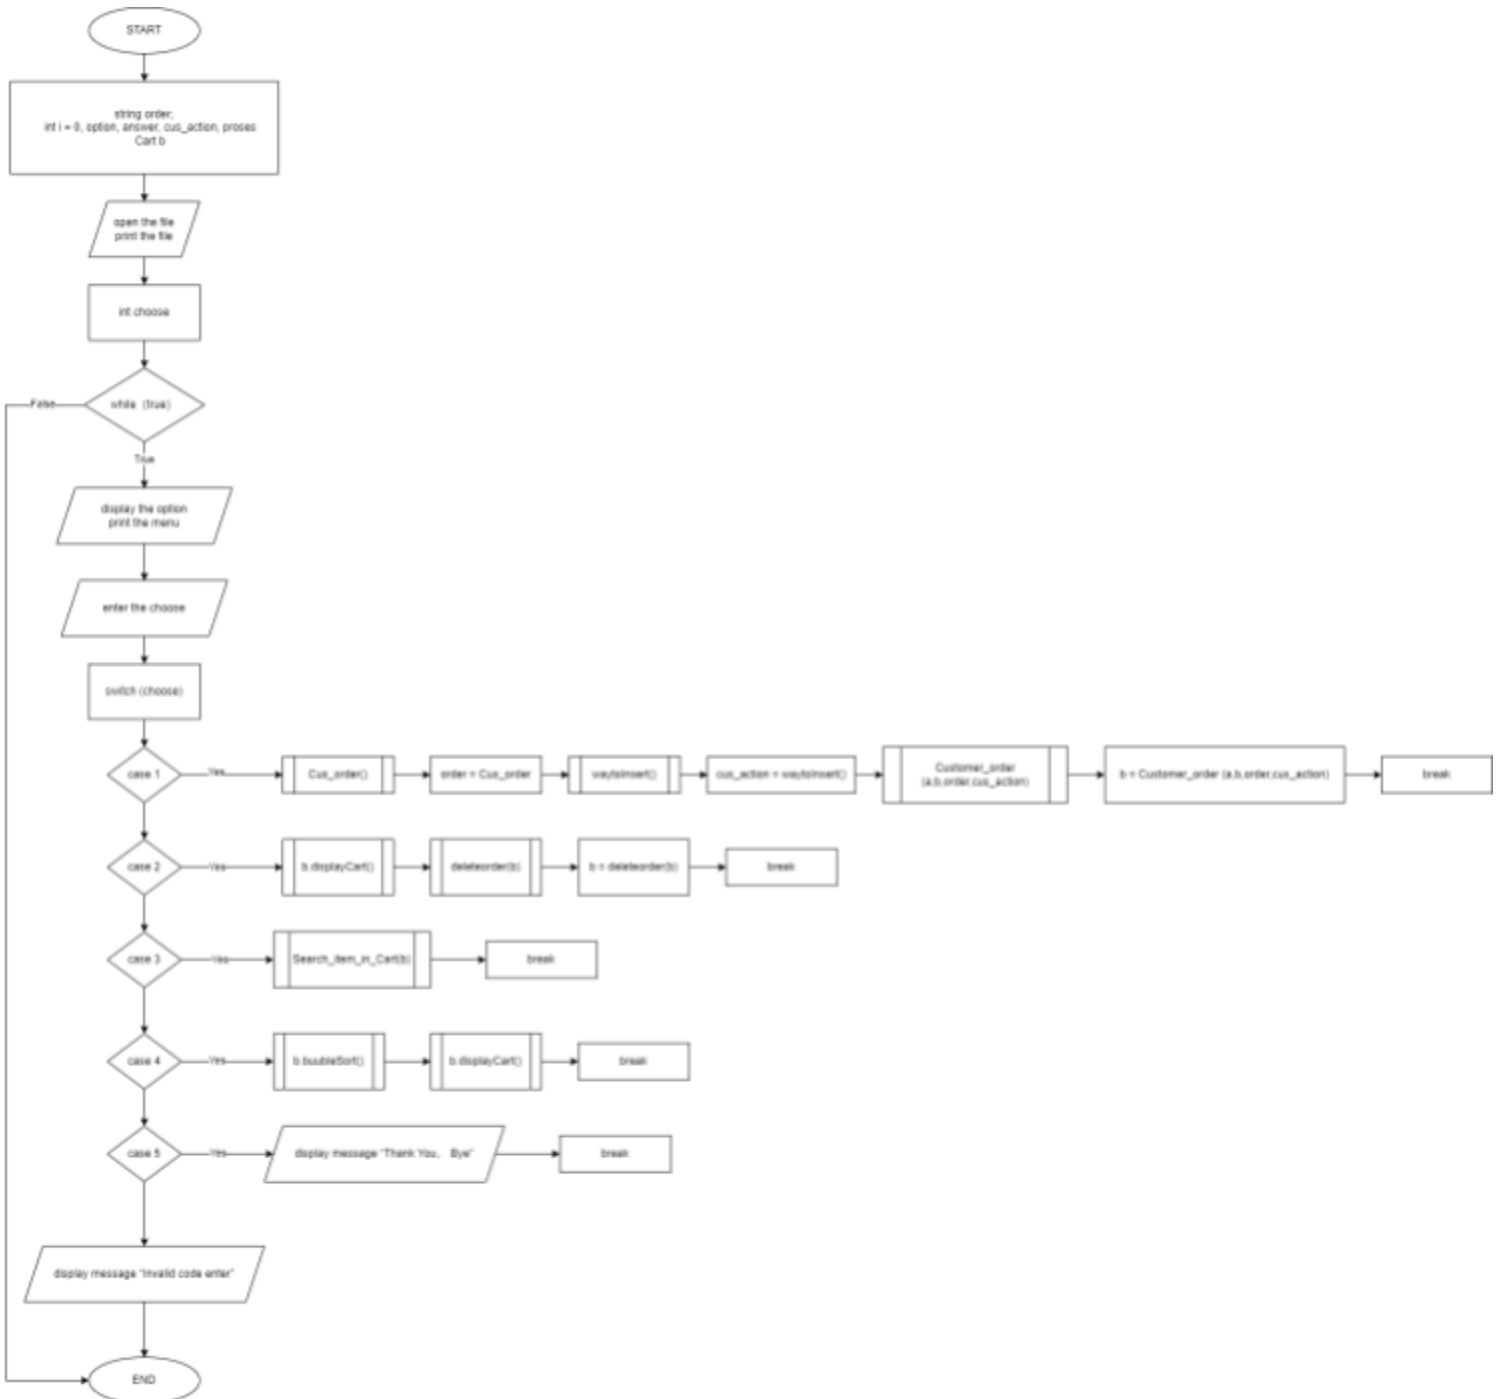 START
string order;
int i = 0, option, answer, cus_action, proses
Cart b
open the file
print the file
int choose
while (true)
False
True
display the option
print the menu
enter the choose
switch (choose)
case 1
Yes
Cus_order()
order = Cus_order
waytoInsert()
cus_action = waytoInsert()
Customer_order
(a,b,order,cus_action)
b = Customer_order (a,b,order,cus_action)
break
case 2
Yes
b.displayCart()
deleteorder(b)
b = deleteorder(b)
break
case 3
Yes
Search_item_in_Cart(b)
break
case 4
Yes
b.buubleSort()
b.displayCart()
break
case 5
Yes
display message "Thank You, Bye"
break
display message "Invalid code enter"
END